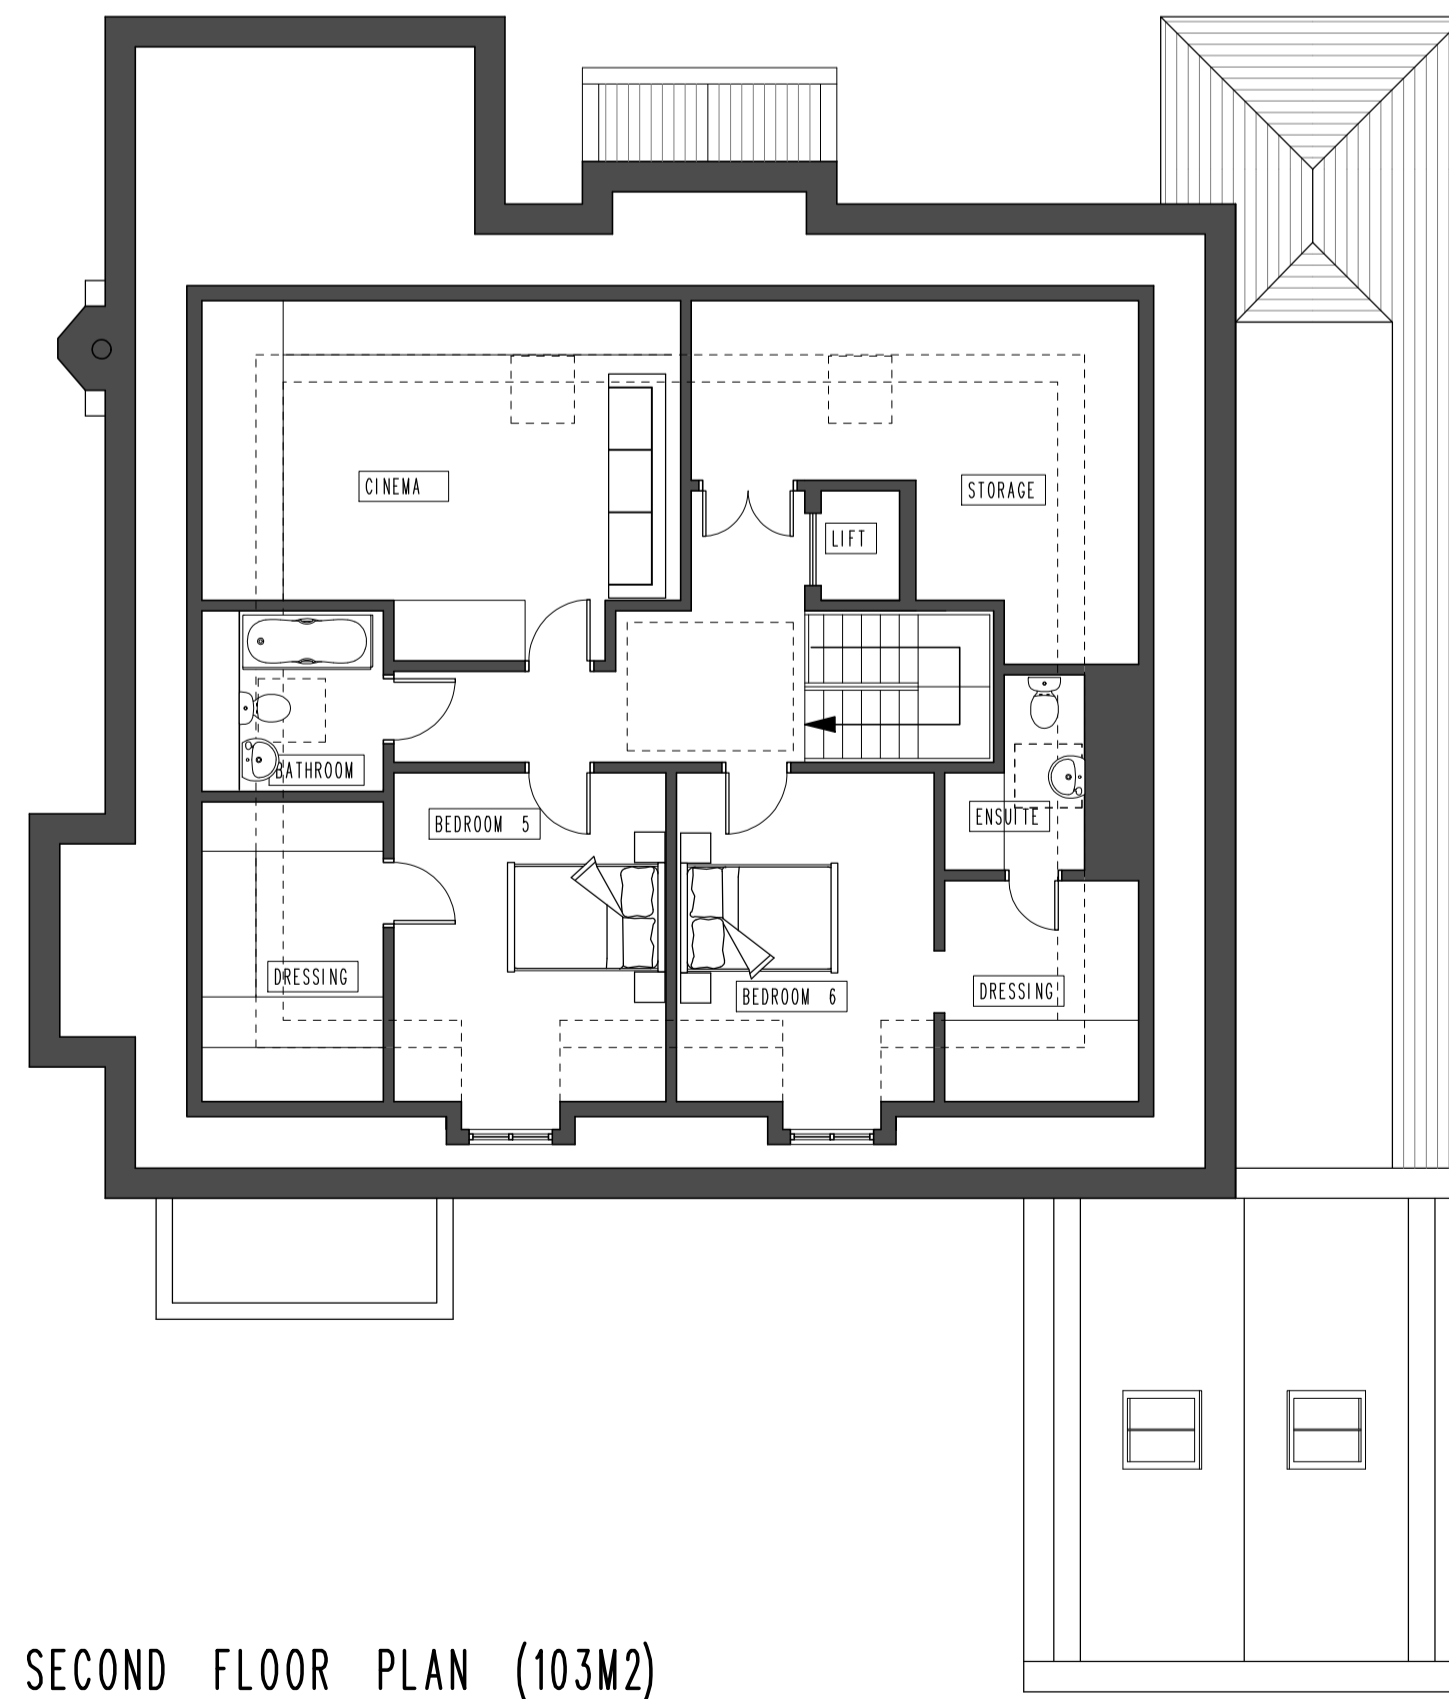 CINEMA
STORAGE
LIFT
BATHROOM
BEDROOM 5
ENSUITE
DRESSING
BEDROOM 6
DRESSING
SECOND FLOOR PLAN (103M2)